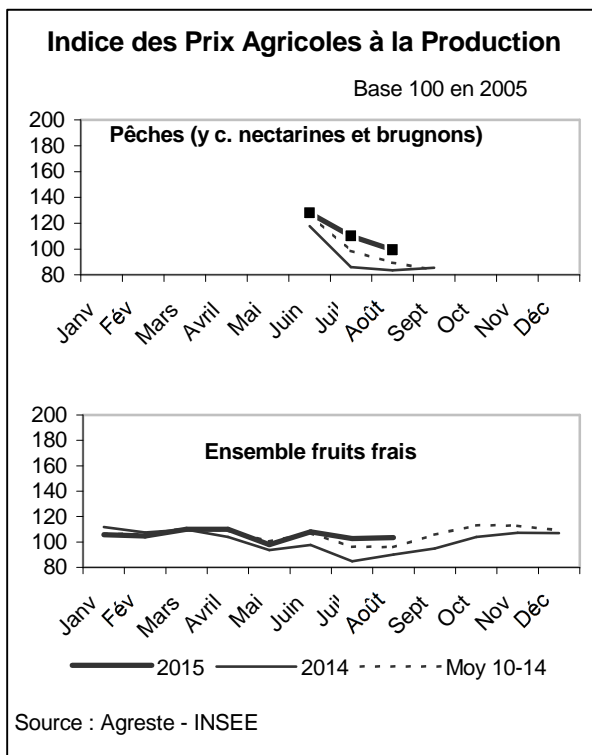 Indice des Prix Agricoles à la Production
Base 100 en 2005
Pêches (y c. nectarines et brugnons)
200
180
160
140
120
100
80
Janv
Fév
Mars
Avril
Mai
Juin
Jui'
Août
Sept
Oct
Nov
Déc
Ensemble fruits frais
200
180
160
140
120
100
80
Janv
Fév
Mars
Avril
Mai
Juin
Jui'
Août
Sept
Oct
Nov
Déc
2015 2014 Moy 10-14
Source : Agreste - INSEE